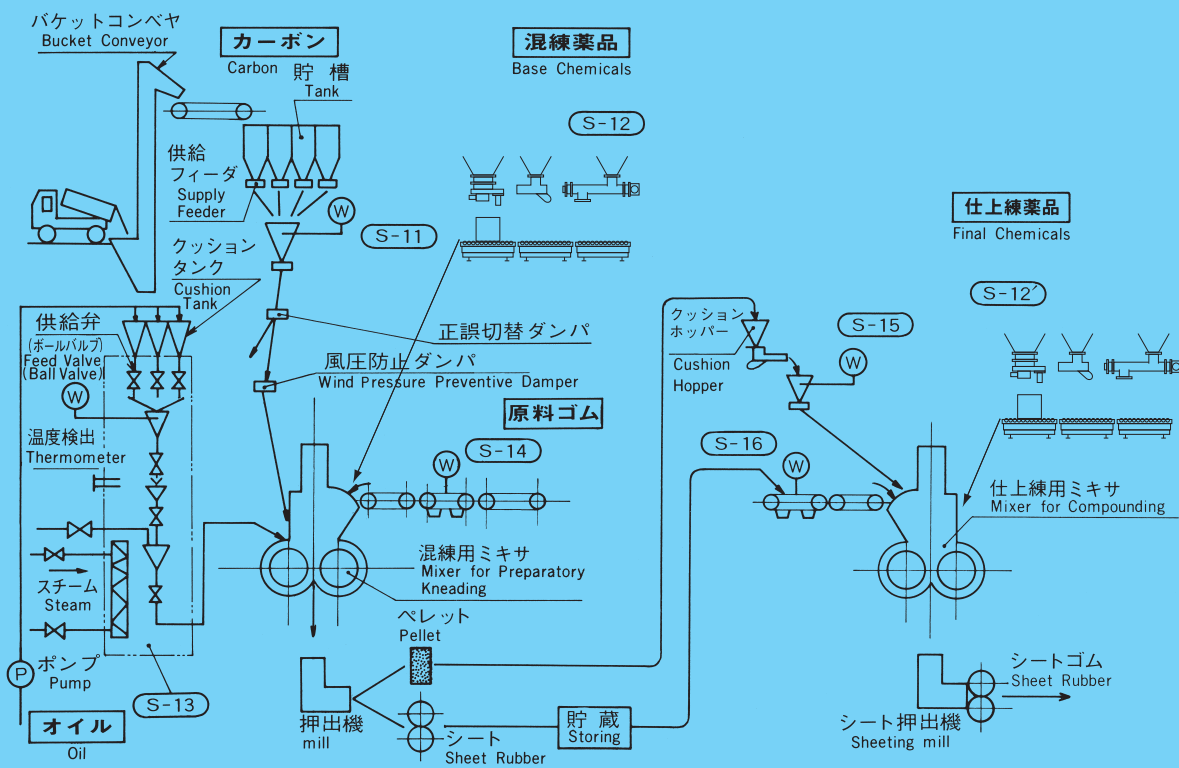 バケットコンベヤ
Bucket Conveyor
カーボン
Carbon
貯槽
Tank
混練薬品
Base Chemicals
S-12
供給
フィーダ
Supply
Feeder
W
S-11
仕上練薬品
Final Chemicals
S-12′
クッション
タンク
Cushion
Tank
供給弁
(ボールバルブ)
Feed Valve
(Ball Valve)
W
温度検出
Thermometer
正誤切替ダンパ
風圧防止ダンパ
Wind Pressure Preventive Damper
原料ゴム
S-14
W
クッション
ホッパー
Cushion
Hopper
S-15
W
S-16
W
仕上練用ミキサ
Mixer for Compounding
混練用ミキサ
Mixer for Preparatory
Kneading
スチーム
Steam
P
ポンプ
Pump
S-13
オイル
Oil
ペレット
Pellet
押出機
mill
シート
Sheet Rubber
貯蔵
Storing
シートゴム
Sheet Rubber
シート押出機
Sheeting mill